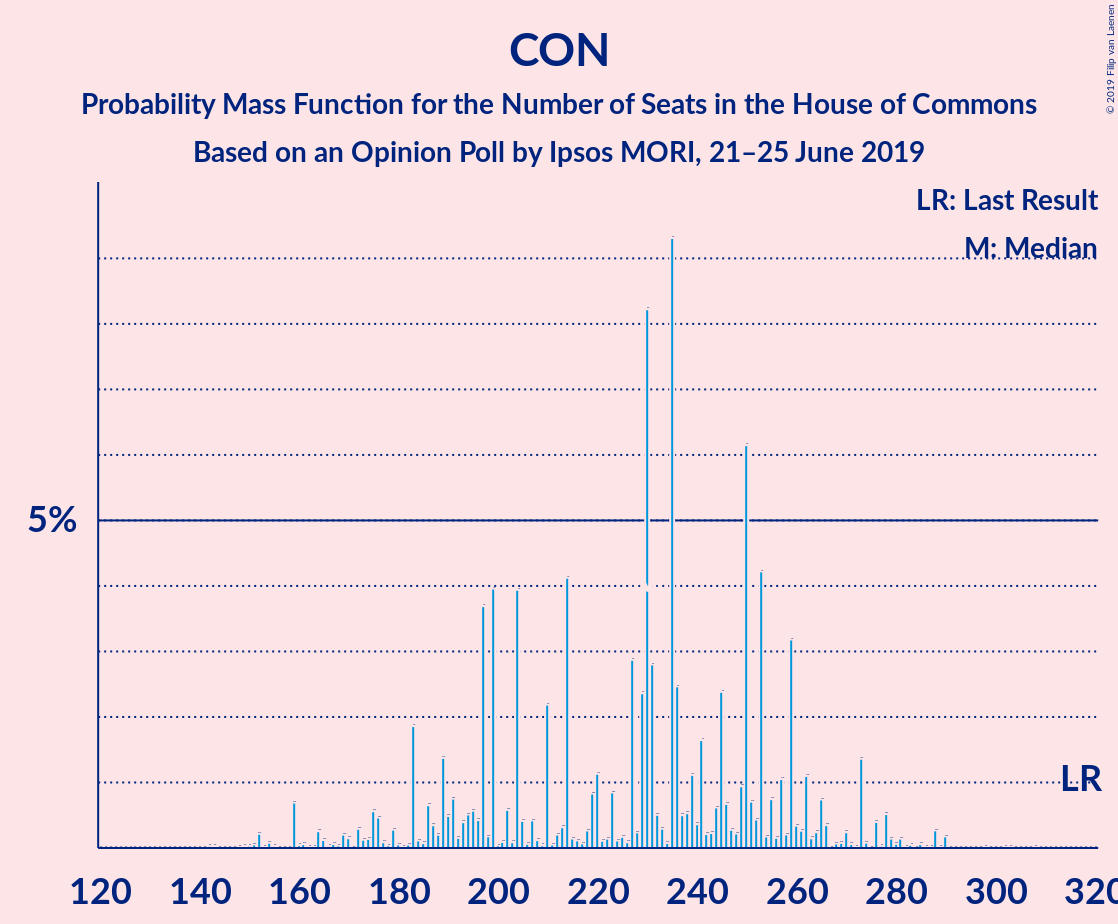 CON
Probability Mass Function for the Number of Seats in the House of Commons
Based on an Opinion Poll by Ipsos MORI, 21–25 June 2019
© 2019 Filip van Laenen
LR: Last Result
M: Median
5%
LR
120 140 160 180 200 220 240 260 280 300 320